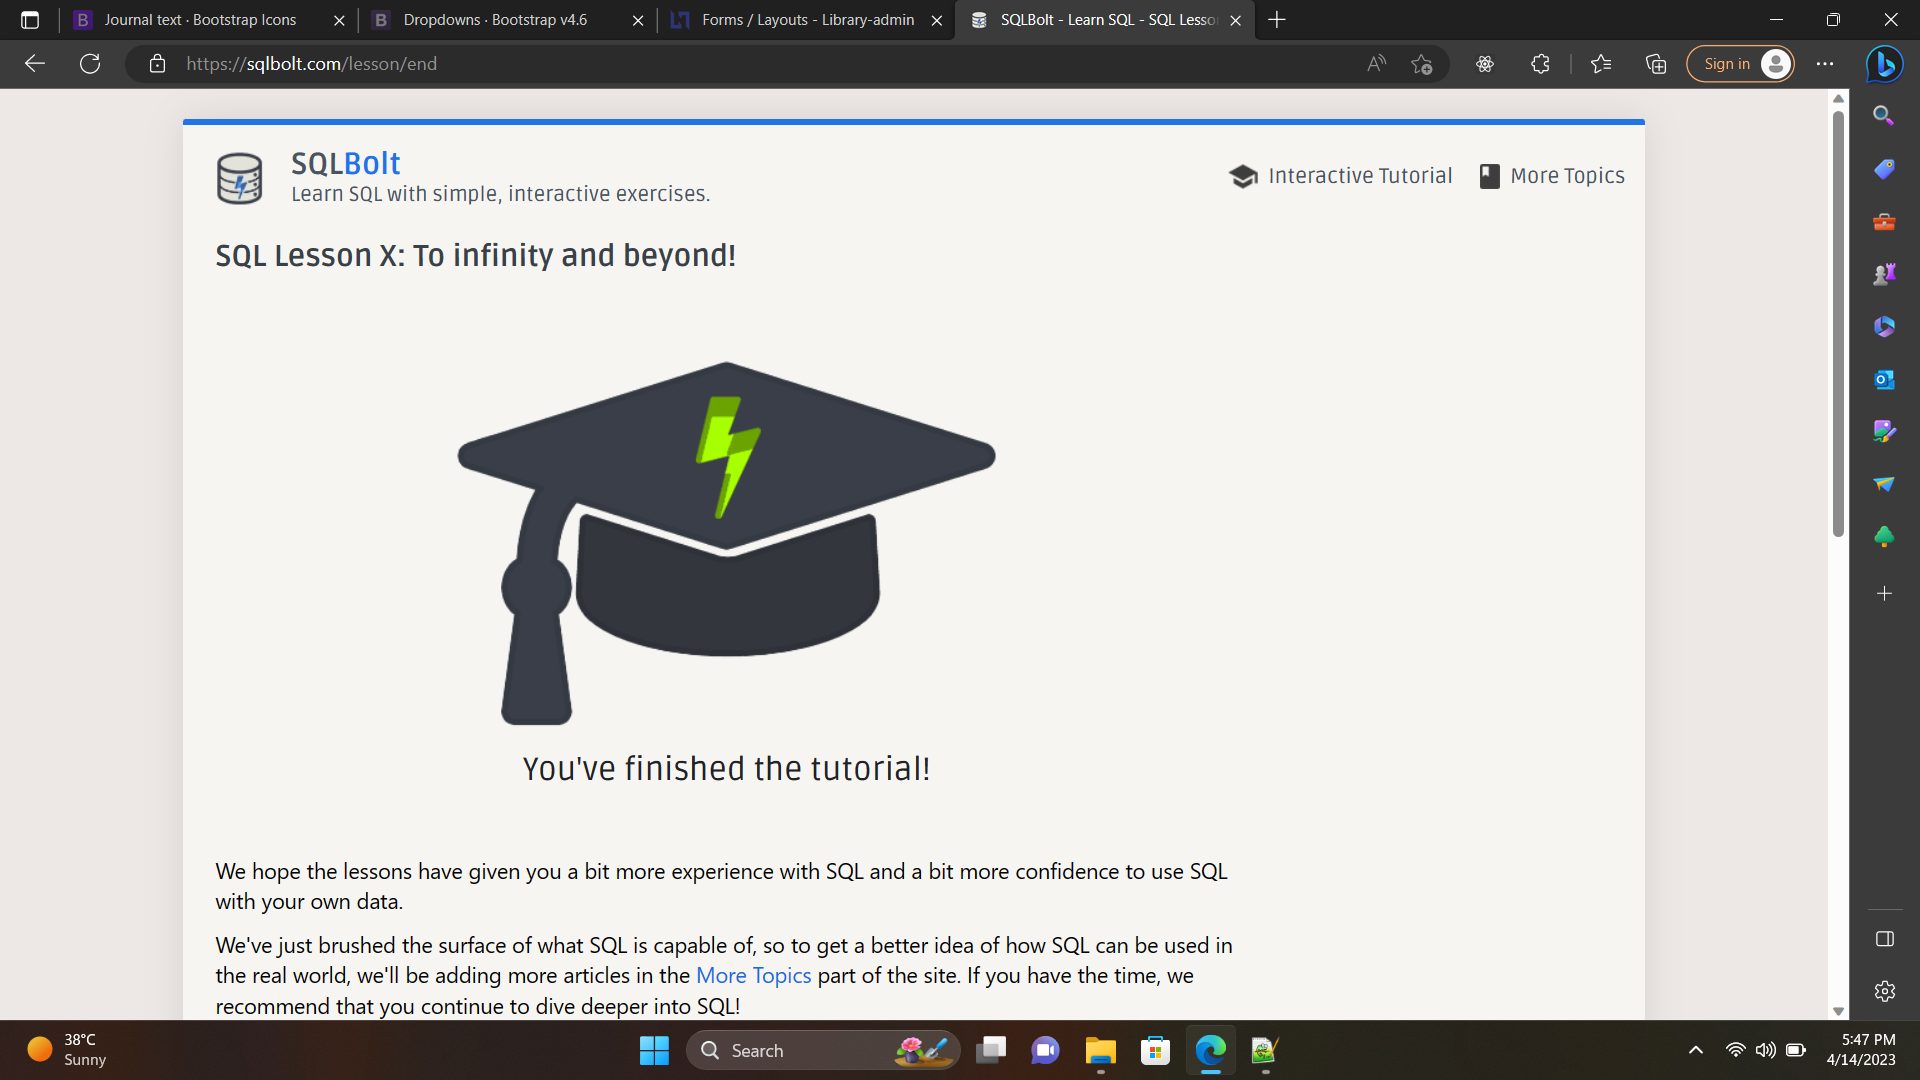 Journal text · Bootstrap Icons
B Dropdowns · Bootstrap v4.6
Forms / Layouts - Library-admin
SQLBolt - Learn SQL - SQL Lesso
https://sqlbolt.com/lesson/end
Sign in
SQLBolt
Learn SQL with simple, interactive exercises.
Interactive Tutorial
More Topics
SQL Lesson X: To infinity and beyond!
You've finished the tutorial!
We hope the lessons have given you a bit more experience with SQL and a bit more confidence to use SQL
with your own data.
We've just brushed the surface of what SQL is capable of, so to get a better idea of how SQL can be used in
the real world, we'll be adding more articles in the More Topics part of the site. If you have the time, we
recommend that you continue to dive deeper into SQL!
38°C
Sunny
Search
5:47 PM
4/14/2023